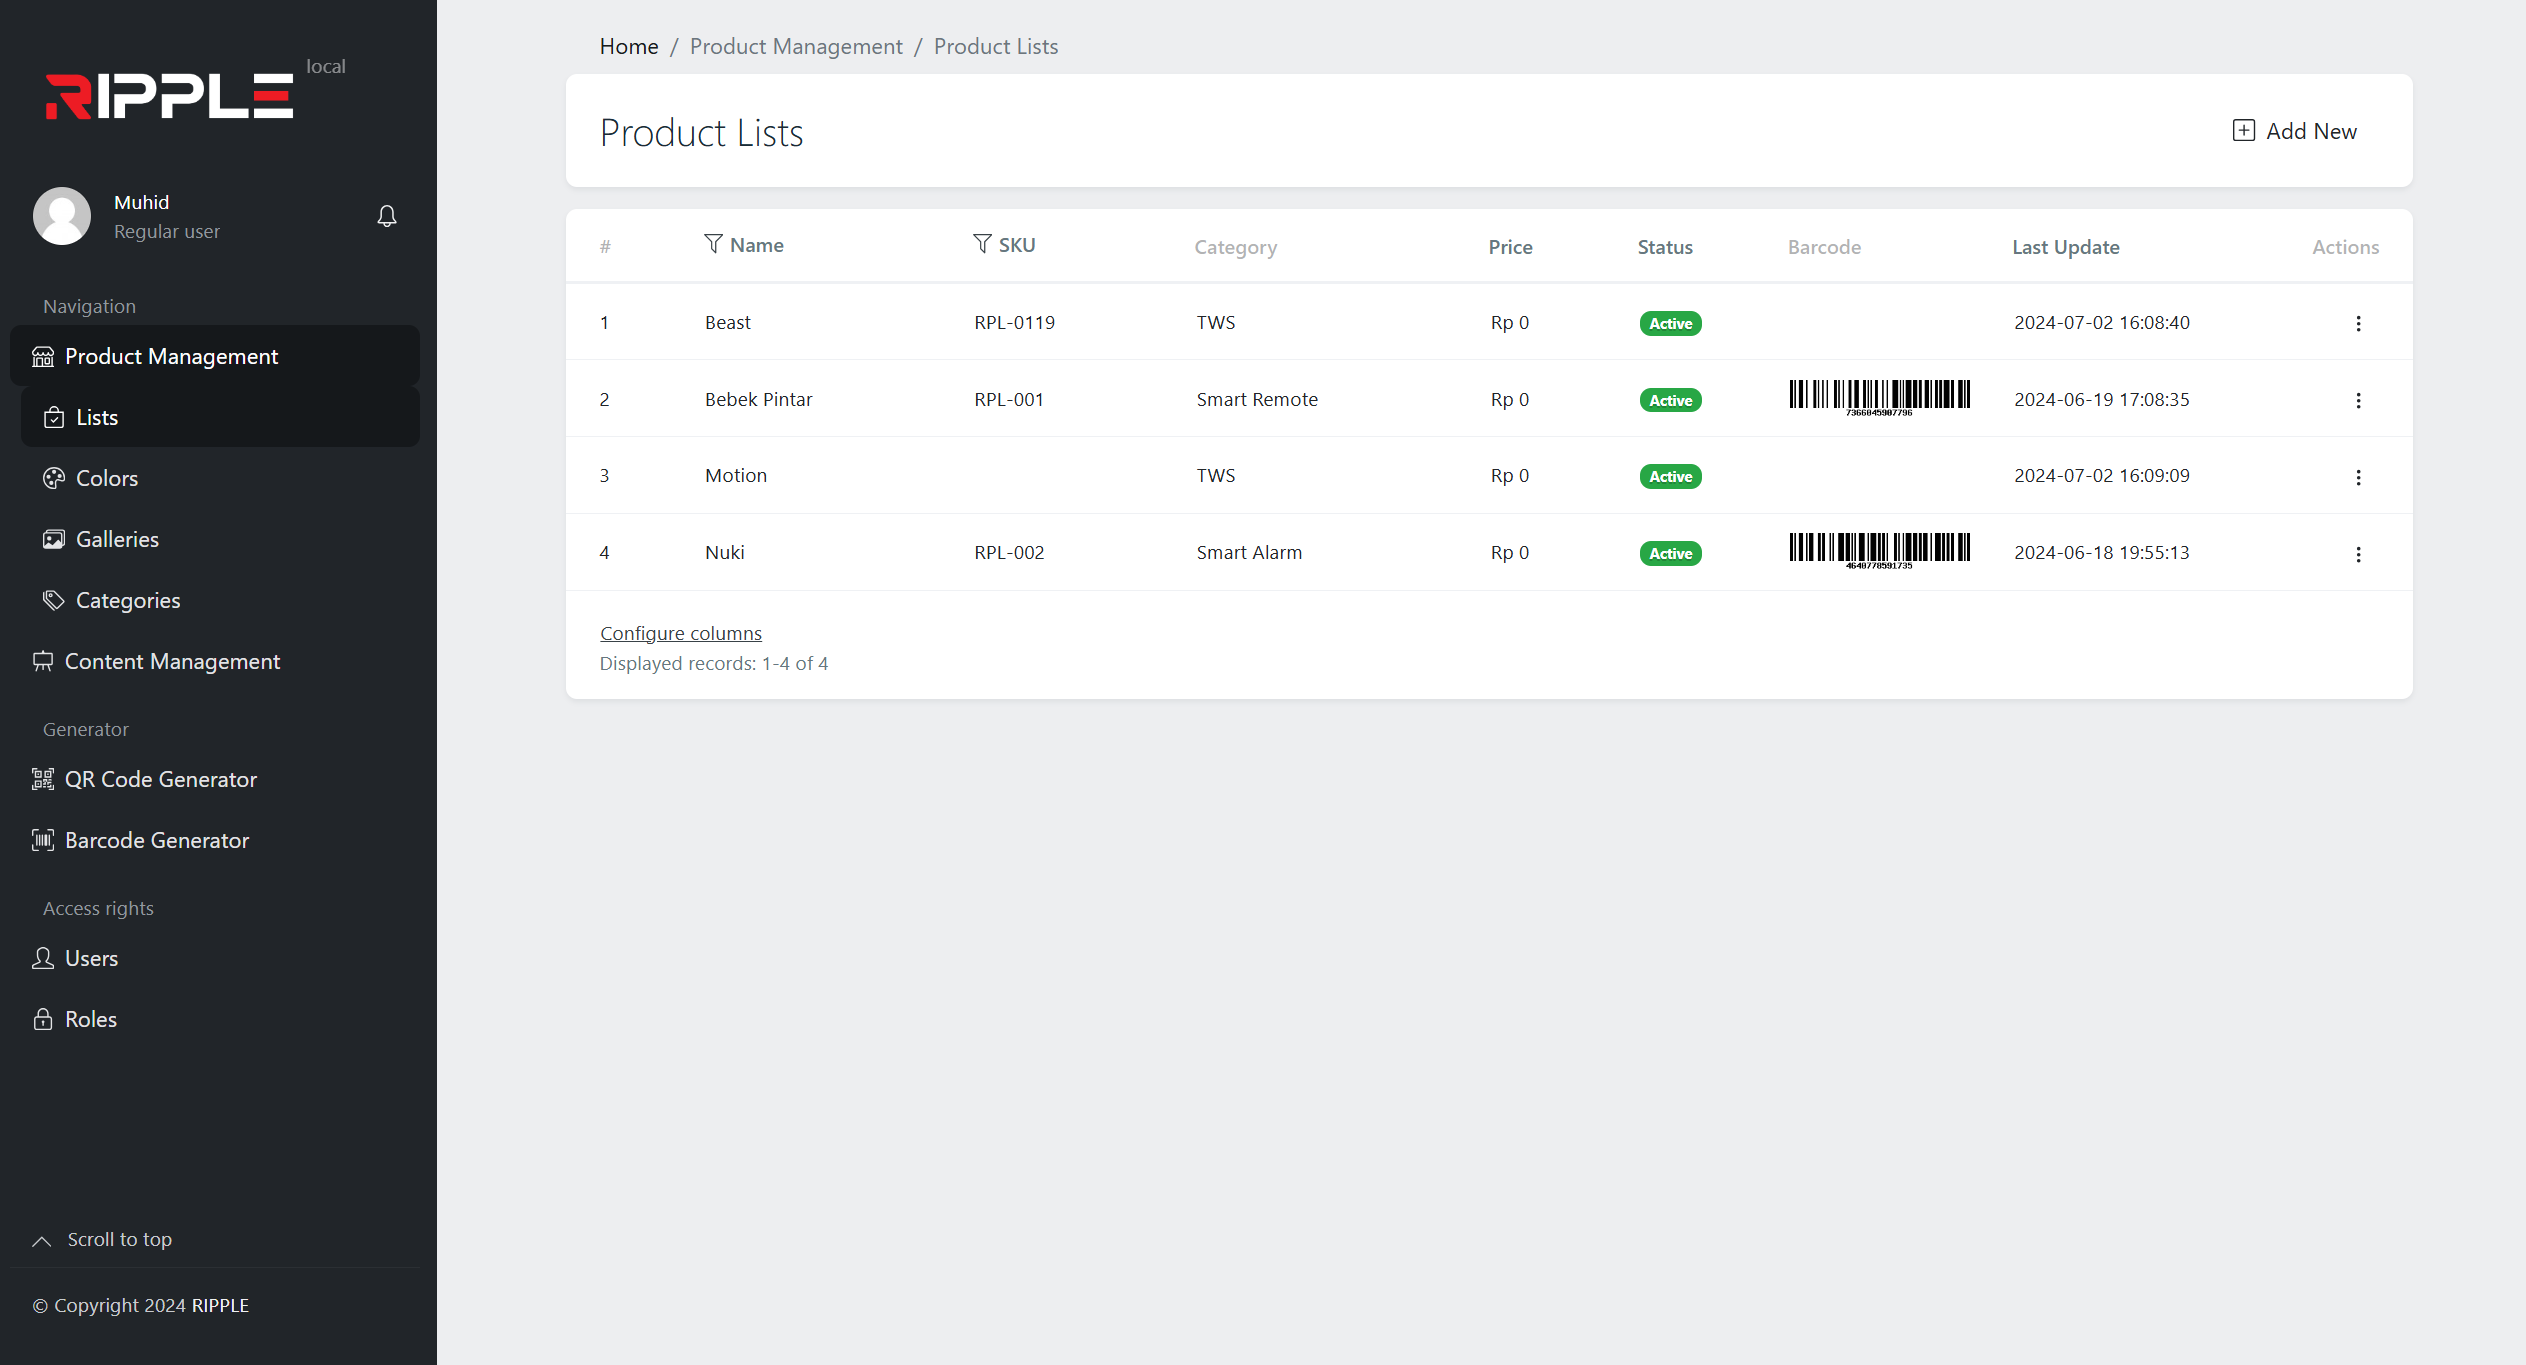 RIPPLE local
Muhid
Regular user
Navigation
Product Management
Lists
Colors
Galleries
Categories
Content Management
Generator
QR Code Generator
Barcode Generator
Access rights
Users
Roles
Scroll to top
© Copyright 2024 RIPPLE
Home / Product Management / Product Lists
Product Lists
Add New
# Name SKU Category Price Status Barcode Last Update Actions
1 Beast RPL-0119 TWS Rp 0 Active 2024-07-02 16:08:40
2 Bebek Pintar RPL-001 Smart Remote Rp 0 Active 7366045907796 2024-06-19 17:08:35
3 Motion TWS Rp 0 Active 2024-07-02 16:09:09
4 Nuki RPL-002 Smart Alarm Rp 0 Active 4640778591735 2024-06-18 19:55:13
Configure columns
Displayed records: 1-4 of 4